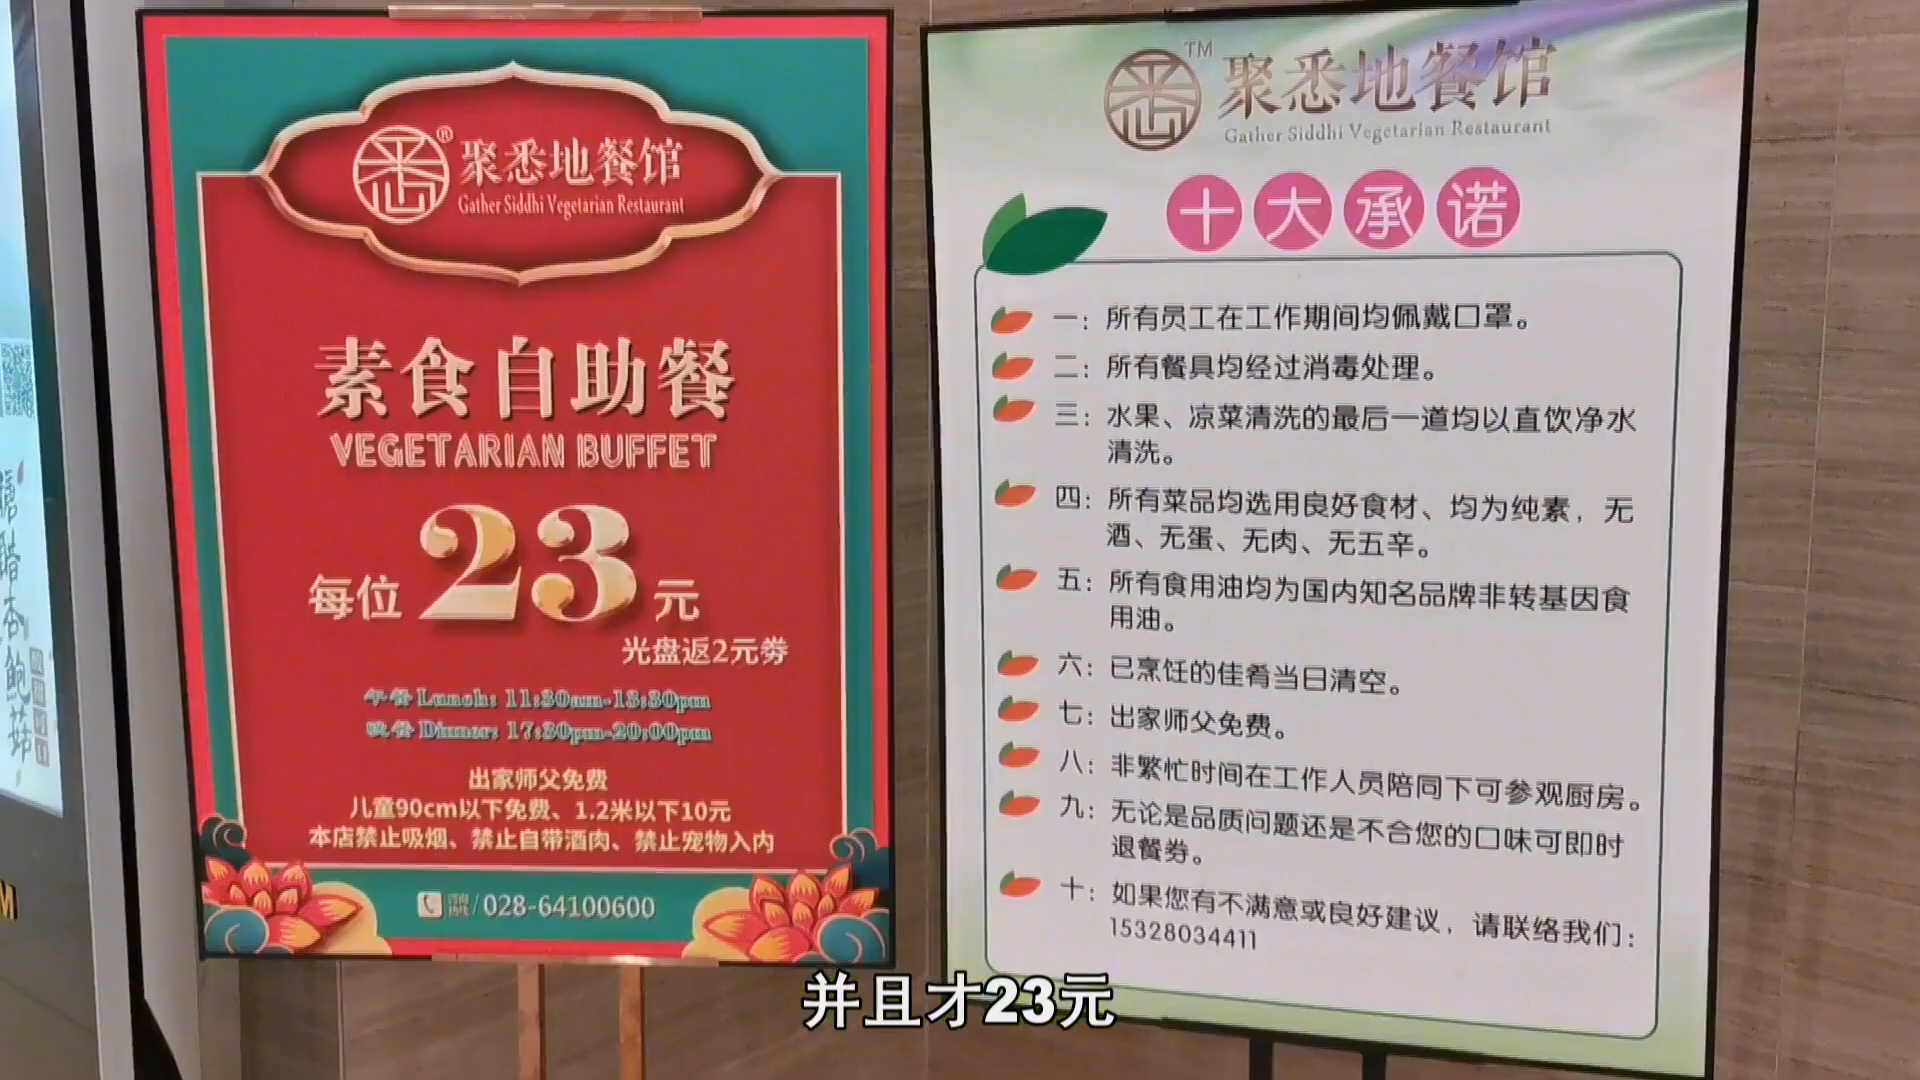 聚悉地餐馆
Gather Siddhi Vegetarian Restaurant
素食自助餐
VEGETARIAN BUFFET
每位 23 元
光盘返2元劵
午餐 Lunch: 11:30am-13:30pm
晚餐 Dinner: 17:30pm-20:00pm
出家师父免费
儿童90cm以下免费、1.2米以下10元
本店禁止吸烟、禁止自带酒肉、禁止宠物入内
咨询热线/028-64100600
TM 聚悉地餐馆
Gather Siddhi Vegetarian Restaurant
十大承诺
一：所有员工在工作期间均佩戴口罩。
二：所有餐具均经过消毒处理。
三：水果、凉菜清洗的最后一道均以直饮净水
清洗。
四：所有菜品均选用良好食材、均为纯素，无
酒、无蛋、无肉、无五辛。
五：所有食用油均为国内知名品牌非转基因食
用油。
六：已烹饪的佳肴当日清空。
七：出家师父免费。
八：非繁忙时间在工作人员陪同下可参观厨房。
九：无论是品质问题还是不合您的口味可即时
退餐券。
十：如果您有不满意或良好建议，请联络我们：
15328034411
并且才23元